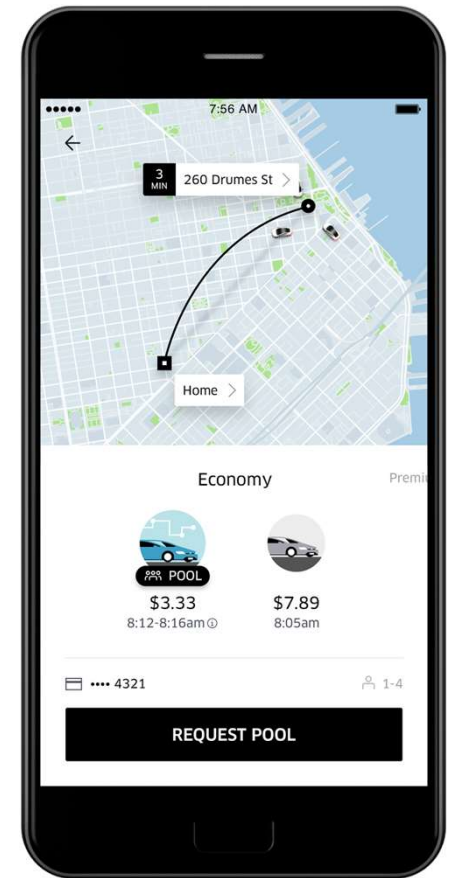 7:56 AM
3
MIN
260 Drumes St
Home
Economy
Premi
POOL
$3.33
$7.89
8:12-8:16am
8:05am
•••• 4321
1-4
REQUEST POOL